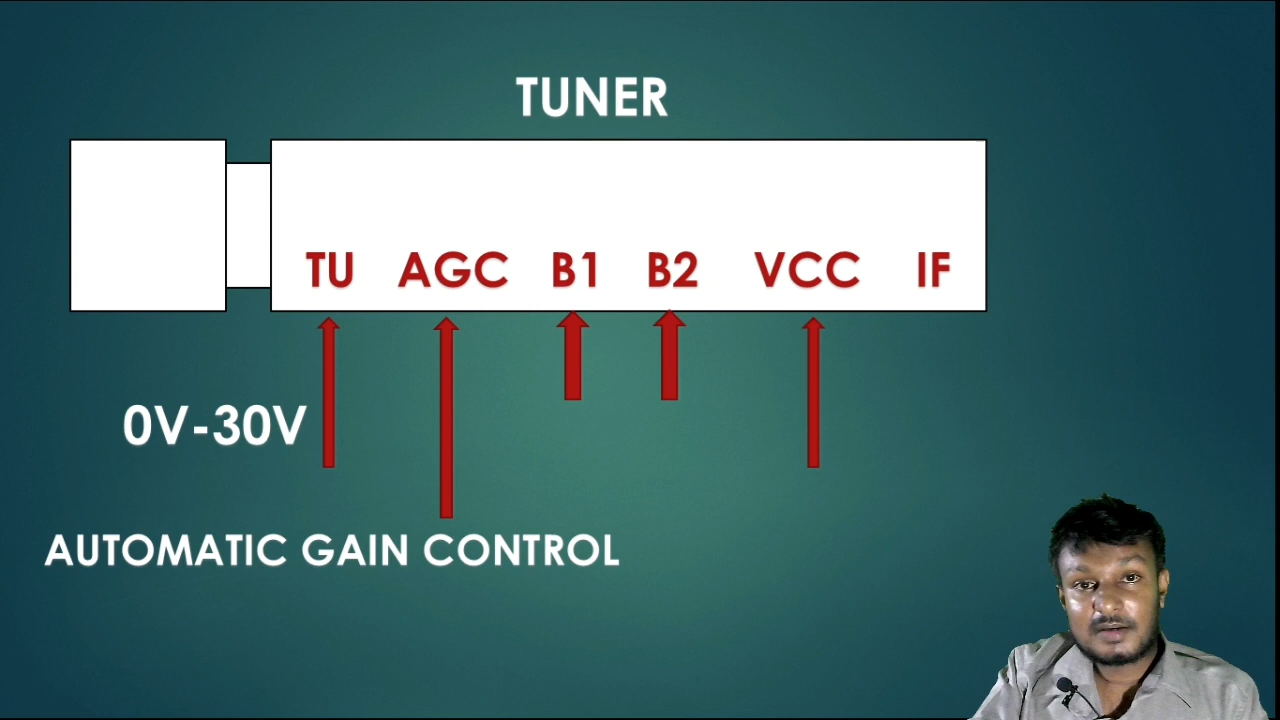 TUNER
TU AGC B1 B2 VCC IF
0V-30V
AUTOMATIC GAIN CONTROL